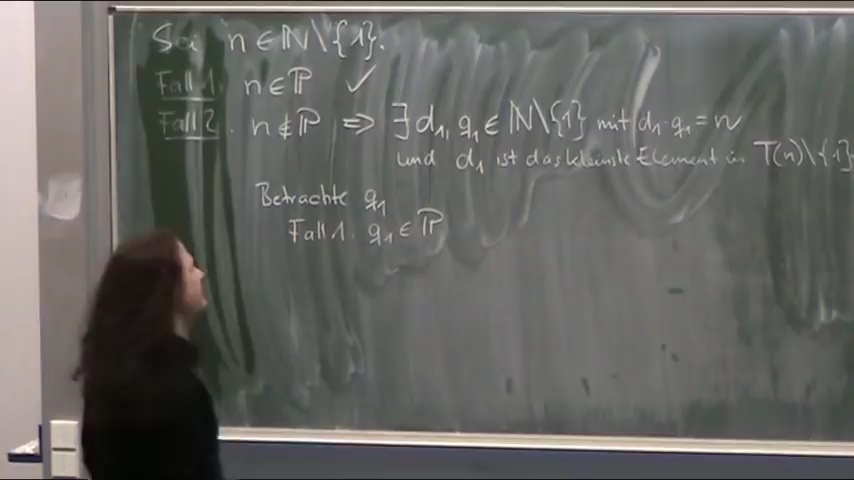 Sei n ∈ ℕ\{1}.
Fall 1. n ∈ ℙ ✓
Fall 2. n ∉ ℙ ⇒ ∃ d₁, q₁ ∈ ℕ\{1} mit d₁·q₁ = n
und d₁ ist das kleinste Element in T(n)\{1}
Betrachte q₁
Fall 1. q₁ ∈ ℙ